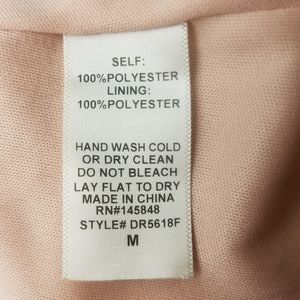 SELF:
100%POLYESTER
LINING:
100%POLYESTER
HAND WASH COLD
OR DRY CLEAN
DO NOT BLEACH
LAY FLAT TO DRY
MADE IN CHINA
RN#145848
STYLE# DR5618F
M